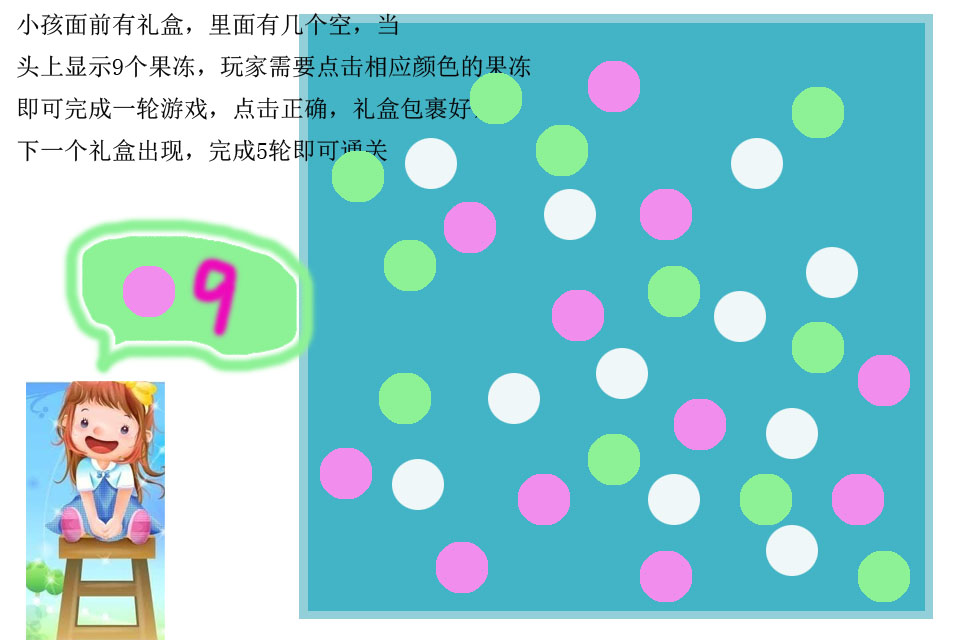 小孩面前有礼盒，里面有几个空，当
头上显示9个果冻，玩家需要点击相应颜色的果冻
即可完成一轮游戏，点击正确，礼盒包裹好，
下一个礼盒出现，完成5轮即可通关
9